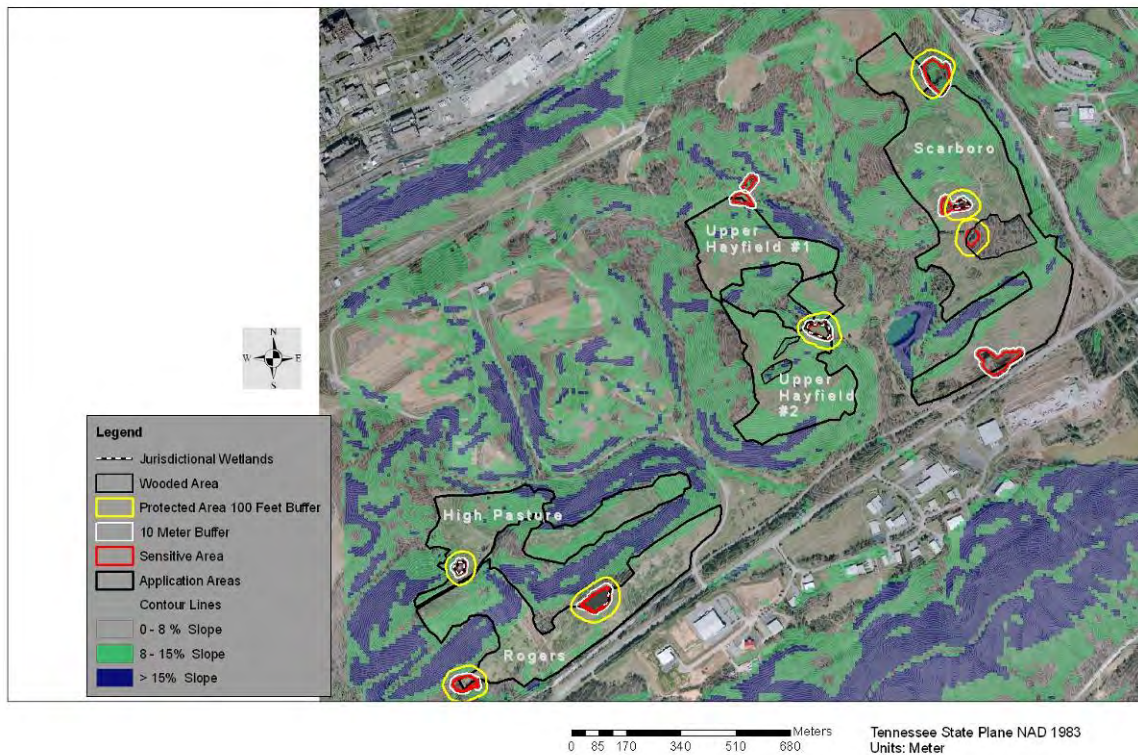 Scarboro
Upper
Hayfield #1
Upper
Hayfield
#2
N
W E
S
High Pasture
Rogers
Legend
Jurisdictional Wetlands
Wooded Area
Protected Area 100 Feet Buffer
10 Meter Buffer
Sensitive Area
Application Areas
Contour Lines
0 - 8 % Slope
8 - 15% Slope
> 15% Slope
Meters
0 85 170 340 510 680
Tennessee State Plane NAD 1983
Units: Meter